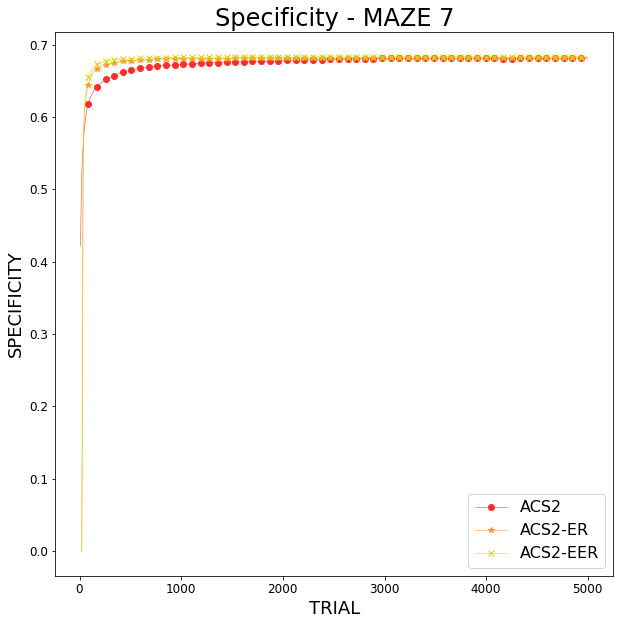 Specificity - MAZE 7
SPECIFICITY
0.7
0.6
0.5
0.4
0.3
0.2
0.1
0.0
ACS2
ACS2-ER
ACS2-EER
0 1000 2000 3000 4000 5000
TRIAL